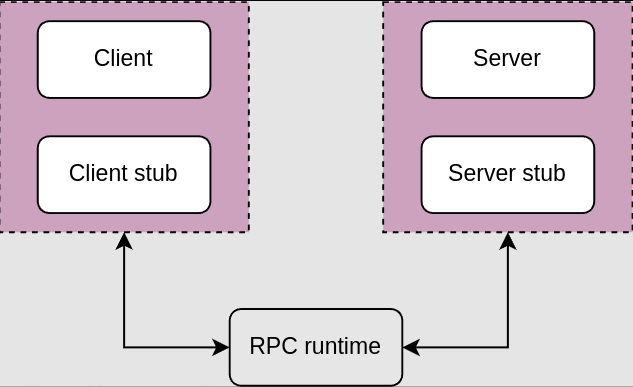 Client
Server
Client stub
Server stub
RPC runtime